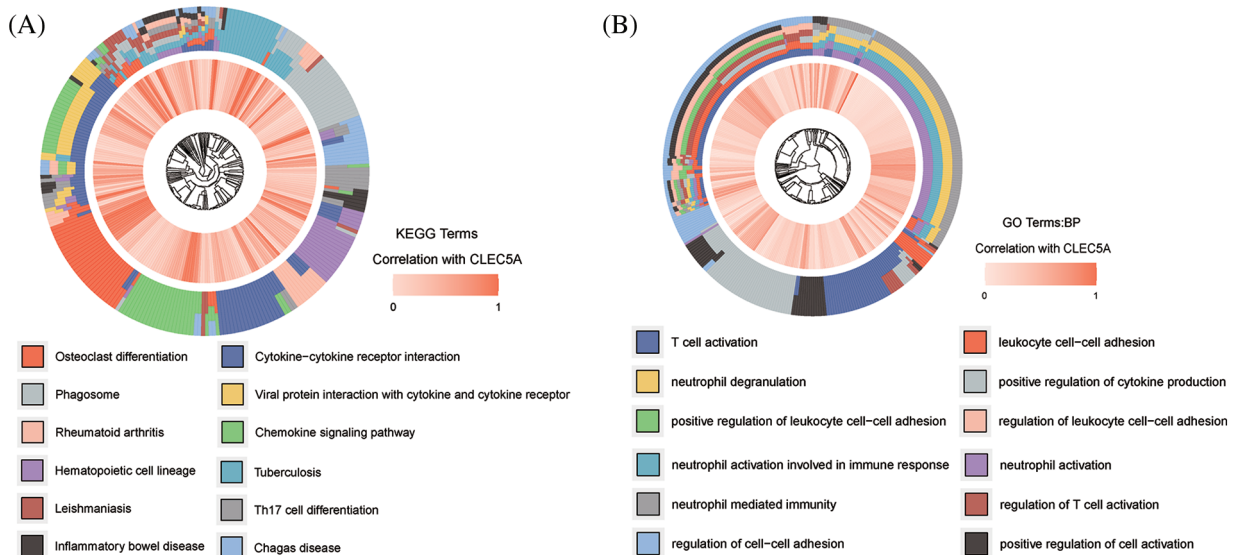 (A)
KEGG Terms
Correlation with CLEC5A
0 1
Osteoclast differentiation
Cytokine−cytokine receptor interaction
Phagosome
Viral protein interaction with cytokine and cytokine receptor
Rheumatoid arthritis
Chemokine signaling pathway
Hematopoietic cell lineage
Tuberculosis
Leishmaniasis
Th17 cell differentiation
Inflammatory bowel disease
Chagas disease
(B)
GO Terms:BP
Correlation with CLEC5A
0 1
T cell activation
leukocyte cell−cell adhesion
neutrophil degranulation
positive regulation of cytokine production
positive regulation of leukocyte cell−cell adhesion
regulation of leukocyte cell−cell adhesion
neutrophil activation involved in immune response
neutrophil activation
neutrophil mediated immunity
regulation of T cell activation
regulation of cell−cell adhesion
positive regulation of cell activation